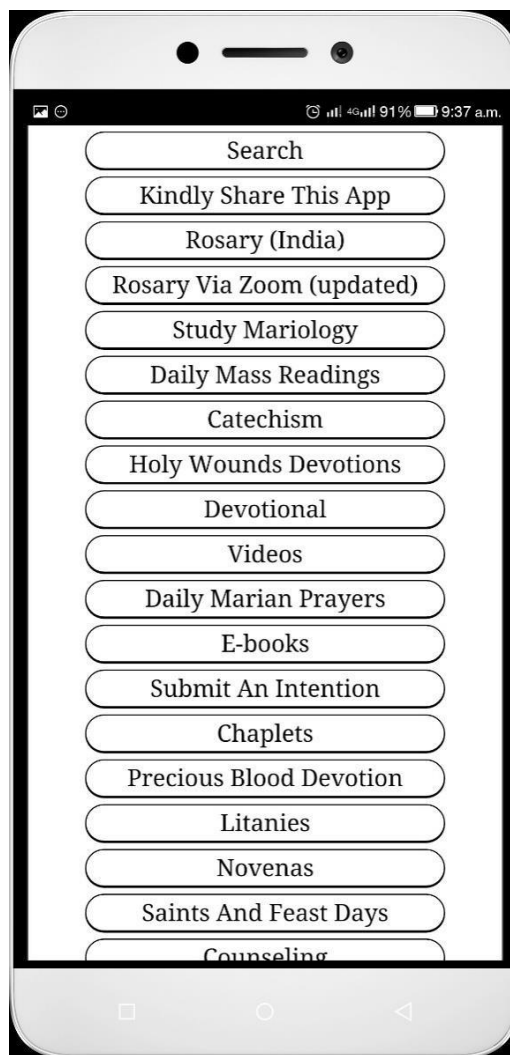 4G 91% 9:37 a.m.
Search
Kindly Share This App
Rosary (India)
Rosary Via Zoom (updated)
Study Mariology
Daily Mass Readings
Catechism
Holy Wounds Devotions
Devotional
Videos
Daily Marian Prayers
E-books
Submit An Intention
Chaplets
Precious Blood Devotion
Litanies
Novenas
Saints And Feast Days
Counseling